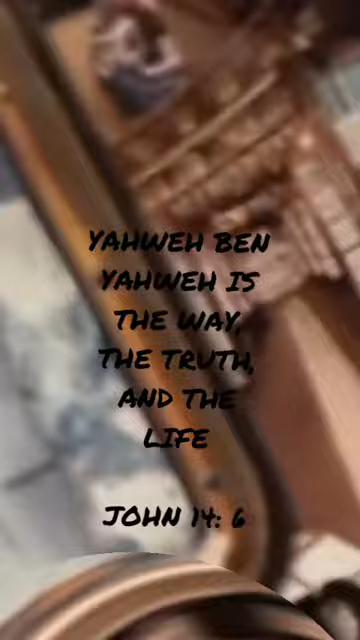 YAHWEH BEN
YAHWEH IS
THE WAY,
THE TRUTH,
AND THE
LIFE
JOHN 14: 6